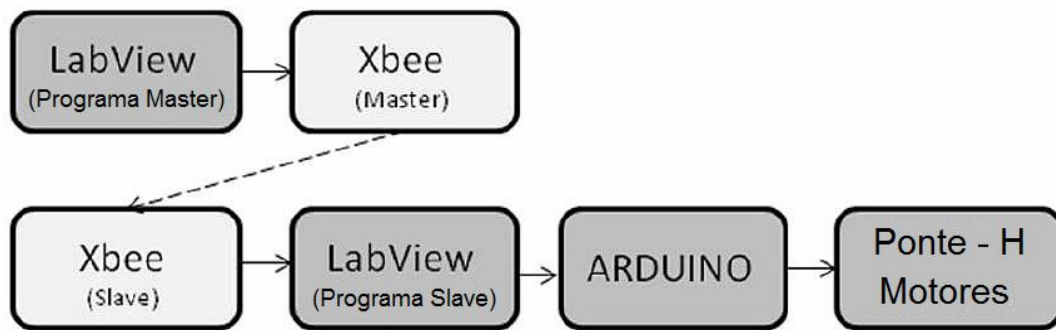 LabView
(Programa Master)
Xbee
(Master)
Xbee
(Slave)
LabView
(Programa Slave)
ARDUINO
Ponte - H
Motores